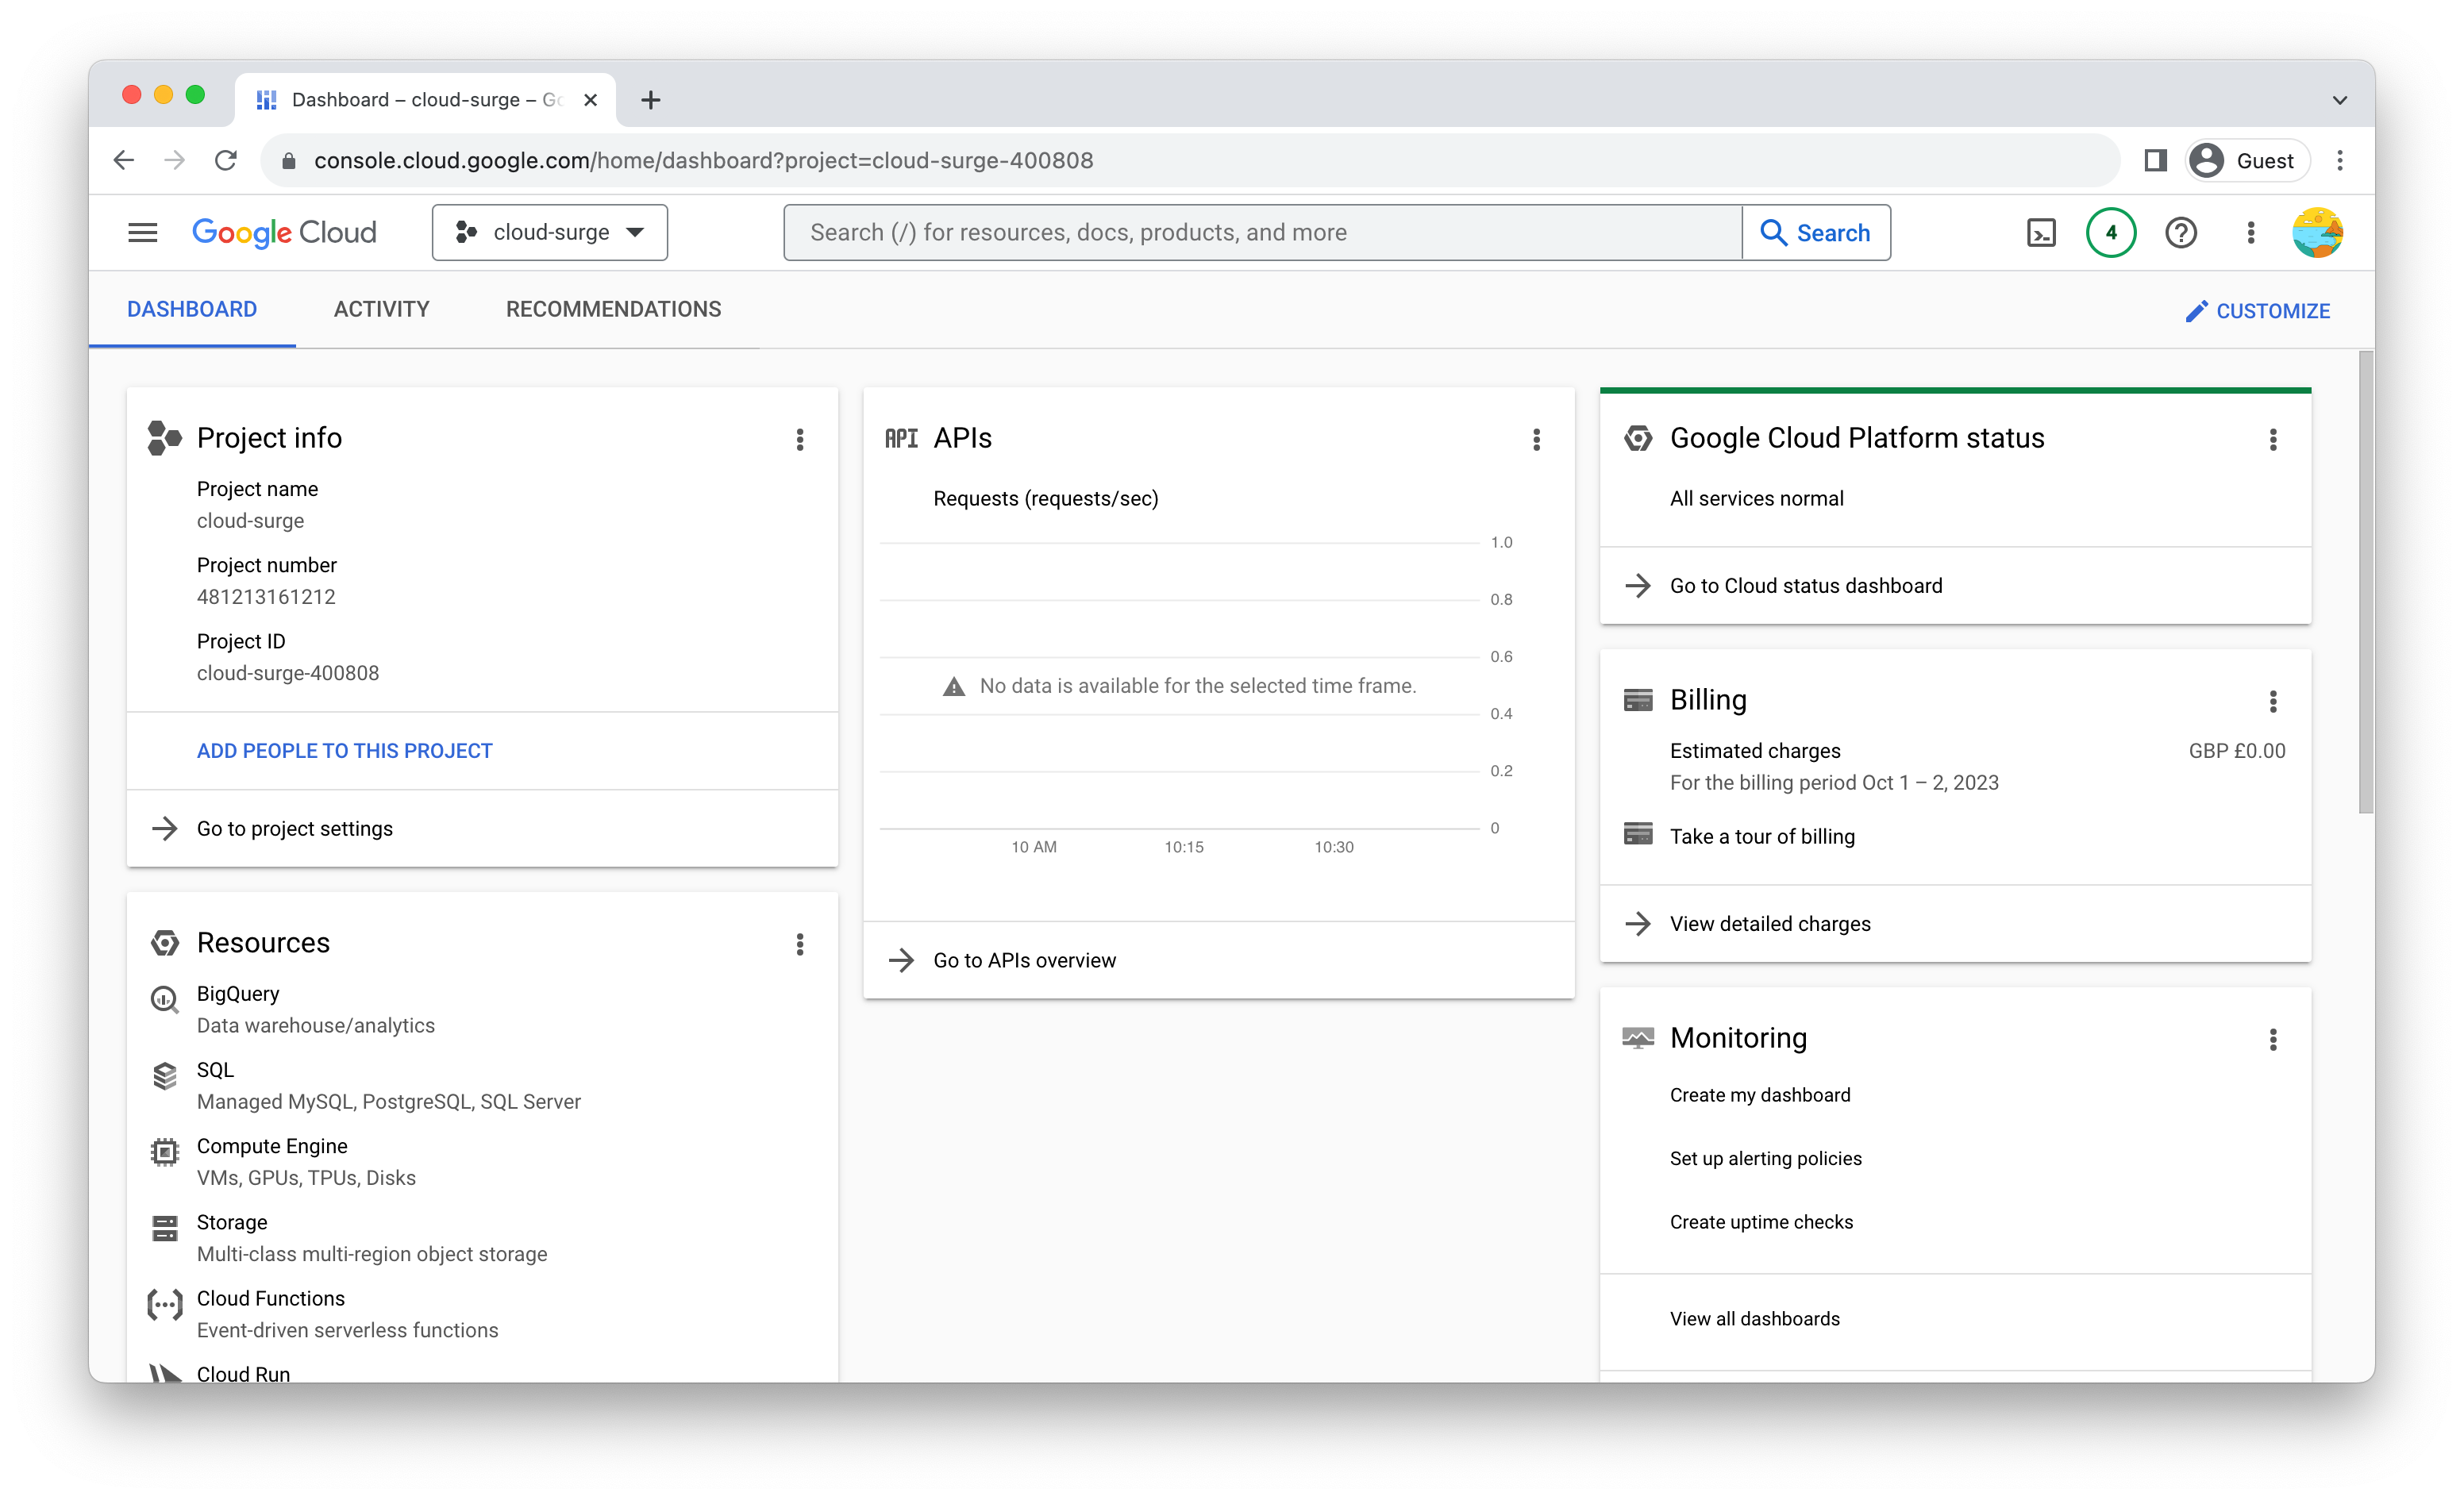 Dashboard – cloud-surge – Go
console.cloud.google.com/home/dashboard?project=cloud-surge-400808
Guest
Google Cloud
cloud-surge
Search (/) for resources, docs, products, and more
Search
4
DASHBOARD
ACTIVITY
RECOMMENDATIONS
CUSTOMIZE
Project info
Project name
cloud-surge
Project number
481213161212
Project ID
cloud-surge-400808
ADD PEOPLE TO THIS PROJECT
Go to project settings
Resources
BigQuery
Data warehouse/analytics
SQL
Managed MySQL, PostgreSQL, SQL Server
Compute Engine
VMs, GPUs, TPUs, Disks
Storage
Multi-class multi-region object storage
Cloud Functions
Event-driven serverless functions
Cloud Run
API APIs
Requests (requests/sec)
1.0
0.8
0.6
No data is available for the selected time frame.
0.4
0.2
0
10 AM 10:15 10:30
Go to APIs overview
Google Cloud Platform status
All services normal
Go to Cloud status dashboard
Billing
Estimated charges GBP £0.00
For the billing period Oct 1 – 2, 2023
Take a tour of billing
View detailed charges
Monitoring
Create my dashboard
Set up alerting policies
Create uptime checks
View all dashboards